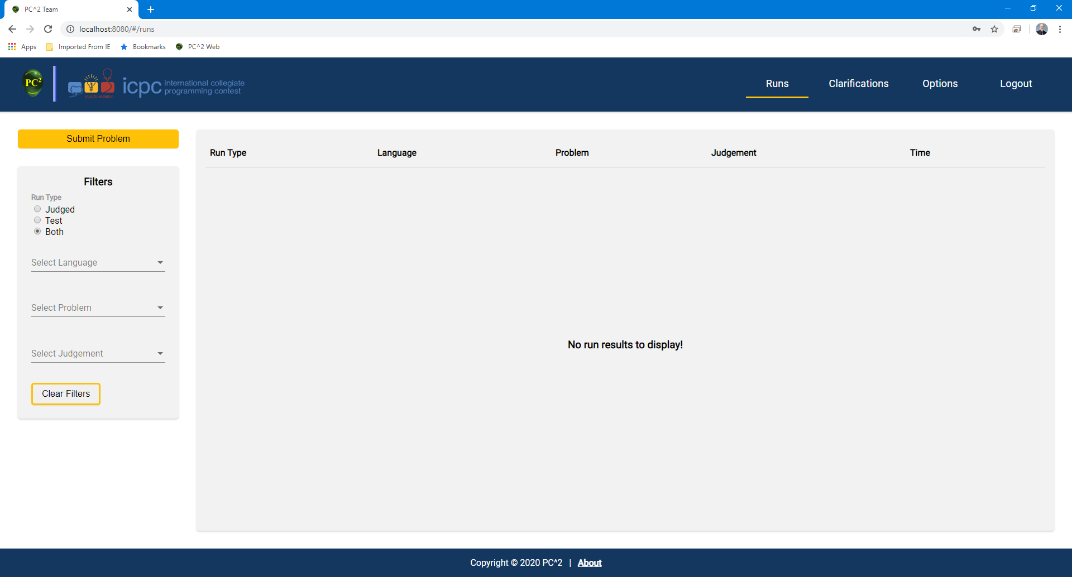 PC^2 Team
localhost:8080/#/runs
Apps
Imported From IE
Bookmarks
PC^2 Web
PC²
icpc
international collegiate
programming contest
Runs
Clarifications
Options
Logout
Submit Problem
Filters
Run Type
Judged
Test
Both
Select Language
Select Problem
Select Judgement
Clear Filters
Run Type
Language
Problem
Judgement
Time
No run results to display!
Copyright © 2020 PC^2 | About